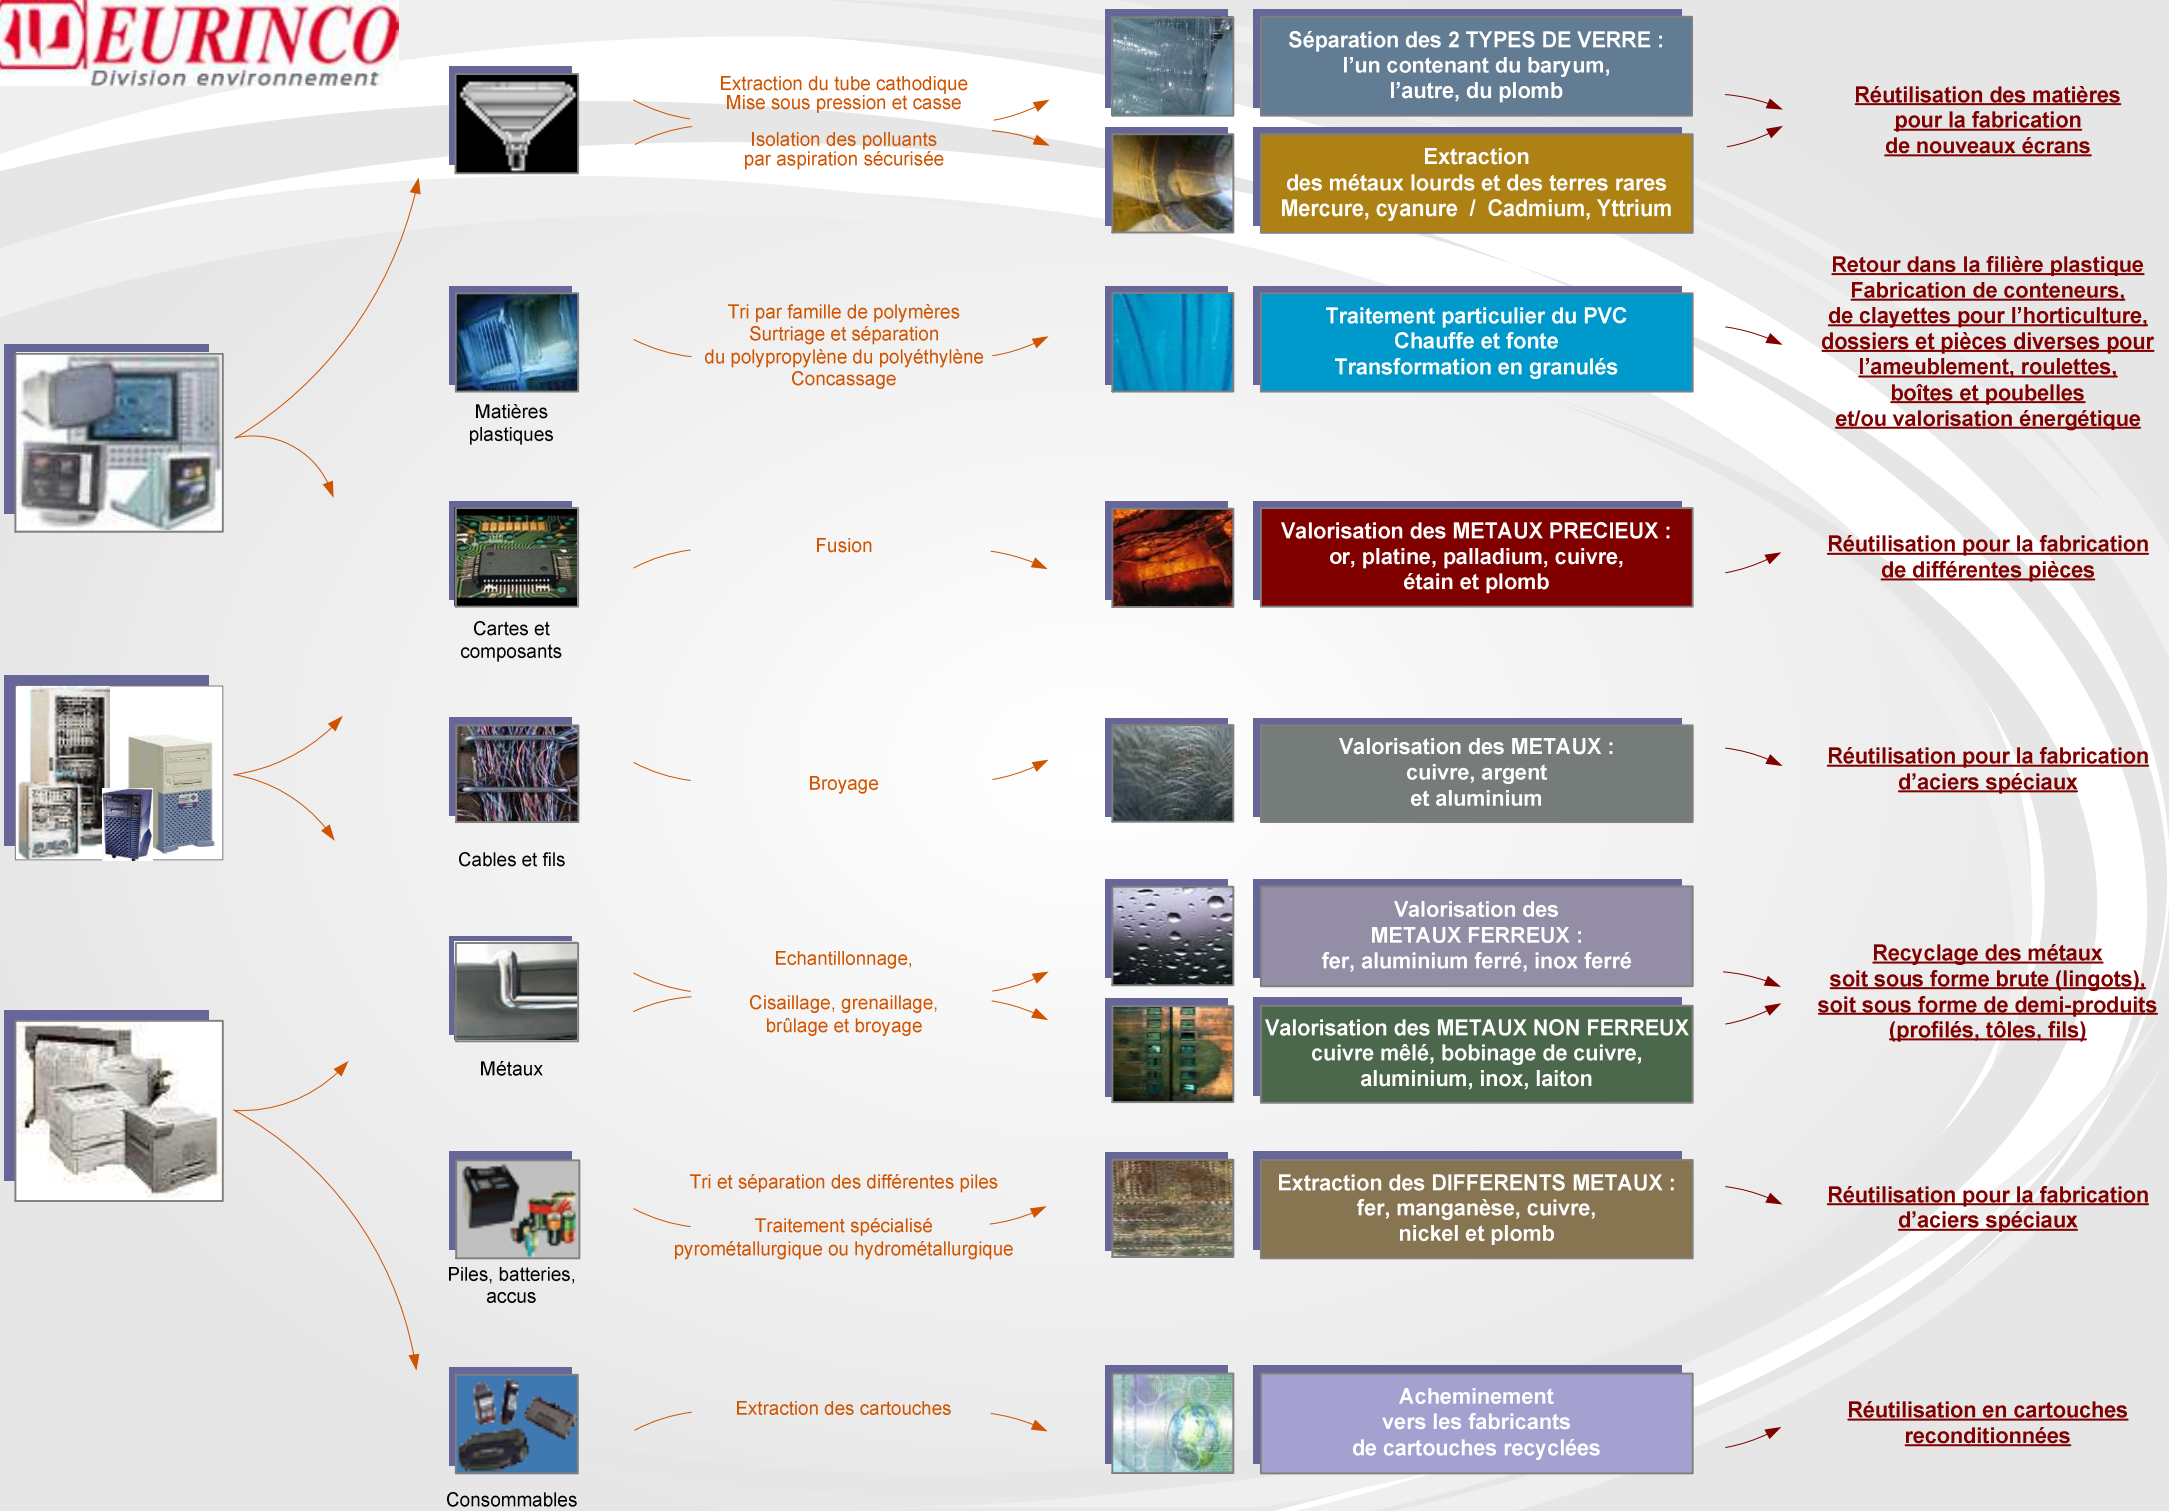 EURINCO
Division environnement
Extraction du tube cathodique
Mise sous pression et casse
Isolation des polluants
par aspiration sécurisée
Séparation des 2 TYPES DE VERRE :
l'un contenant du baryum,
l'autre, du plomb
Extraction
des métaux lourds et des terres rares
Mercure, cyanure / Cadmium, Yttrium
Réutilisation des matières
pour la fabrication
de nouveaux écrans
Matières
plastiques
Tri par famille de polymères
Surtriage et séparation
du polypropylène du polyéthylène
Concassage
Traitement particulier du PVC
Chauffe et fonte
Transformation en granulés
Retour dans la filière plastique
Fabrication de conteneurs,
de clayettes pour l'horticulture,
dossiers et pièces diverses pour
l'ameublement, roulettes,
boîtes et poubelles
et/ou valorisation énergétique
Cartes et
composants
Fusion
Valorisation des METAUX PRECIEUX :
or, platine, palladium, cuivre,
étain et plomb
Réutilisation pour la fabrication
de différentes pièces
Cables et fils
Broyage
Valorisation des METAUX :
cuivre, argent
et aluminium
Réutilisation pour la fabrication
d'aciers spéciaux
Métaux
Echantillonnage,
Cisaillage, grenaillage,
brûlage et broyage
Valorisation des
METAUX FERREUX :
fer, aluminium ferré, inox ferré
Valorisation des METAUX NON FERREUX
cuivre mêlé, bobinage de cuivre,
aluminium, inox, laiton
Recyclage des métaux
soit sous forme brute (lingots),
soit sous forme de demi-produits
(profilés, tôles, fils)
Piles, batteries,
accus
Tri et séparation des différentes piles
Traitement spécialisé
pyrométallurgique ou hydrométallurgique
Extraction des DIFFERENTS METAUX :
fer, manganèse, cuivre,
nickel et plomb
Réutilisation pour la fabrication
d'aciers spéciaux
Consommables
Extraction des cartouches
Acheminement
vers les fabricants
de cartouches recyclées
Réutilisation en cartouches
reconditionnées